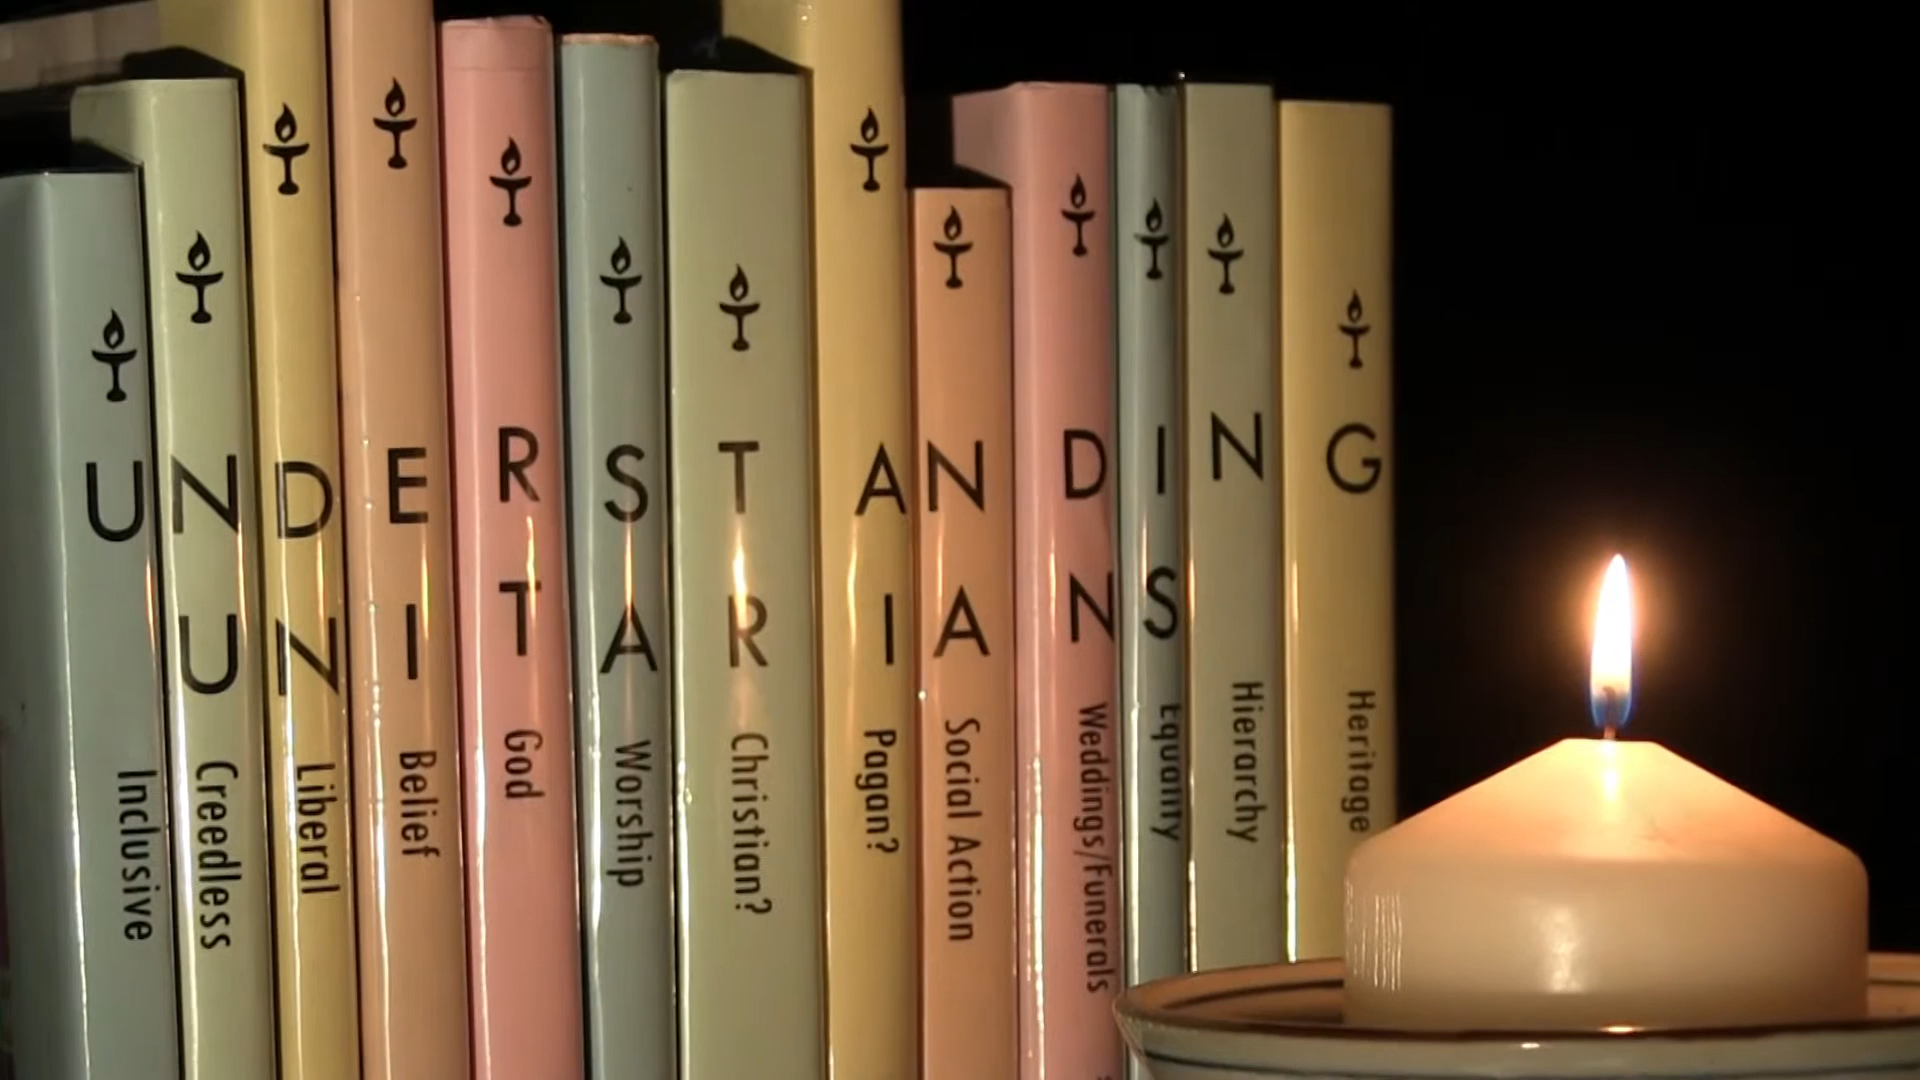 UNDERSTANDING
UNITARIANS
Inclusive
Creedless
Liberal
Belief
God
Worship
Christian?
Pagan?
Social Action
Weddings/Funerals
Equality
Hierarchy
Heritage